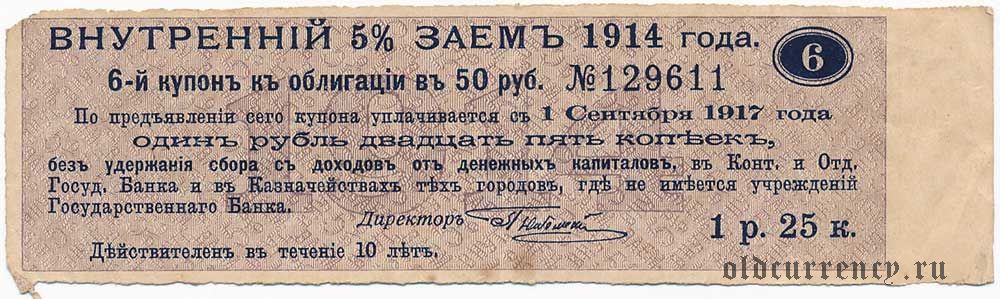 ВНУТРЕННІЙ 5% ЗАЕМЪ 1914 года.
6
6-й купонъ къ облигаціи въ 50 руб. №129611
По предъявленіи сего купона уплачивается съ 1 Сентября 1917 года
одинъ рубль двадцать пять копѣекъ,
безъ удержанія сбора съ доходовъ отъ денежныхъ капиталовъ, въ Конт. и Отд.
Госуд. Банка и въ Казначействахъ тѣхъ городовъ, гдѣ не имѣется учрежденій
Государственнаго Банка.
Директоръ
1 р. 25 к.
Дѣйствителенъ въ теченіе 10 лѣтъ.
oldcurrency.ru